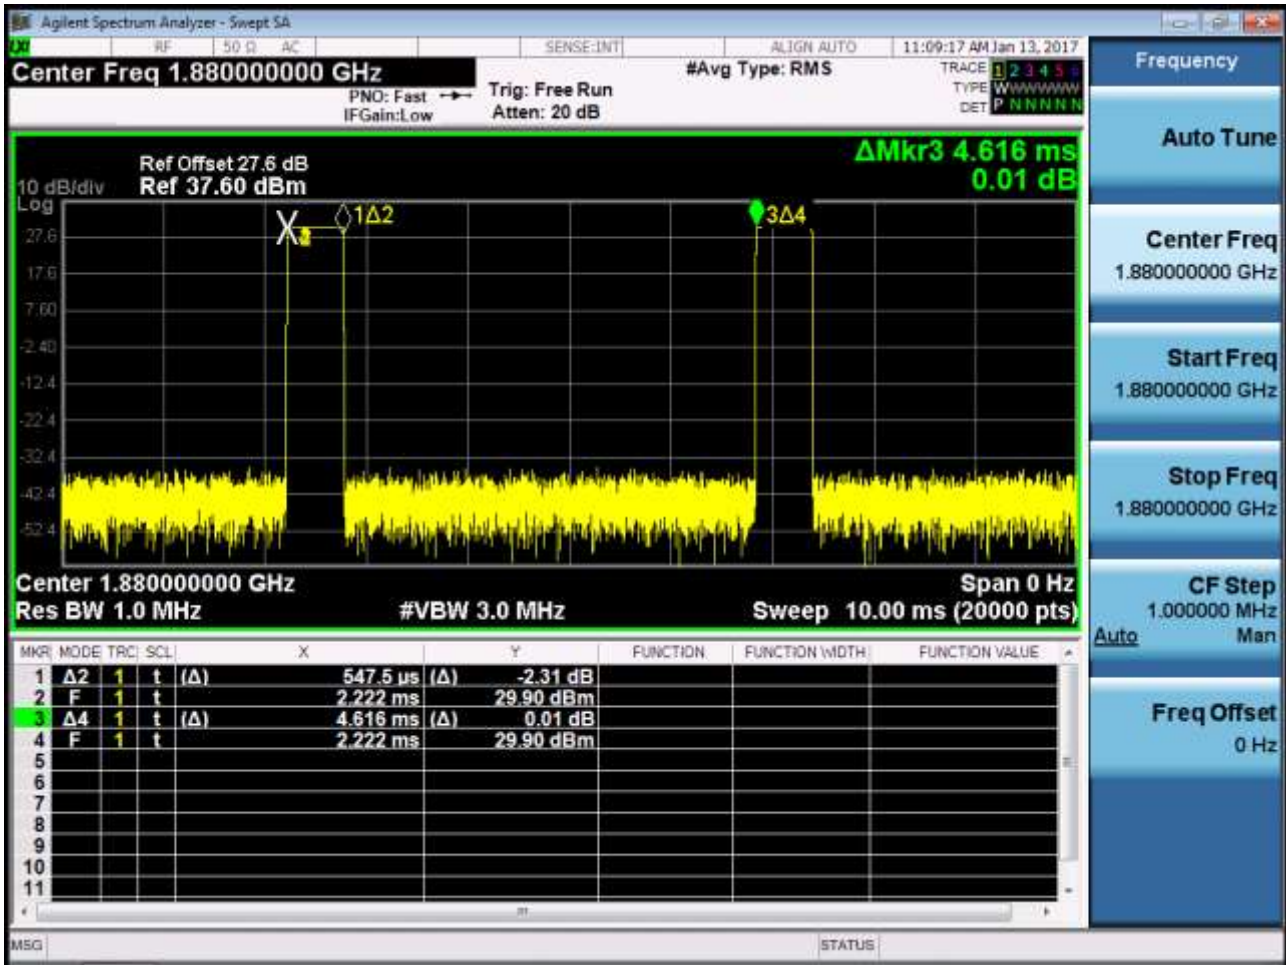 Agilent Spectrum Analyzer - Swept SA
LXI RF 50 Ω AC SENSE:INT ALIGN AUTO 11:09:17 AM Jan 13, 2017
Center Freq 1.880000000 GHz
PNO: Fast
IFGain:Low
Trig: Free Run
Atten: 20 dB
#Avg Type: RMS
TRACE 1 2 3 4 5 6
TYPE WWWWWW
DET P N N N N N
ΔMkr3 4.616 ms
0.01 dB
Ref Offset 27.6 dB
10 dB/div Ref 37.60 dBm
Log
27.6
17.6
7.60
-2.40
-12.4
-22.4
-32.4
-42.4
-52.4
X
1Δ2
3Δ4
Center 1.880000000 GHz Span 0 Hz
Res BW 1.0 MHz #VBW 3.0 MHz Sweep 10.00 ms (20000 pts)
MKR MODE TRC SCL X Y FUNCTION FUNCTION WIDTH FUNCTION VALUE
1 Δ2 1 t (Δ) 547.5 µs (Δ) -2.31 dB
2 F 1 t 2.222 ms 29.90 dBm
3 Δ4 1 t (Δ) 4.616 ms (Δ) 0.01 dB
4 F 1 t 2.222 ms 29.90 dBm
5
6
7
8
9
10
11
MSG STATUS
Frequency
Auto Tune
Center Freq
1.880000000 GHz
Start Freq
1.880000000 GHz
Stop Freq
1.880000000 GHz
CF Step
1.000000 MHz
Auto Man
Freq Offset
0 Hz